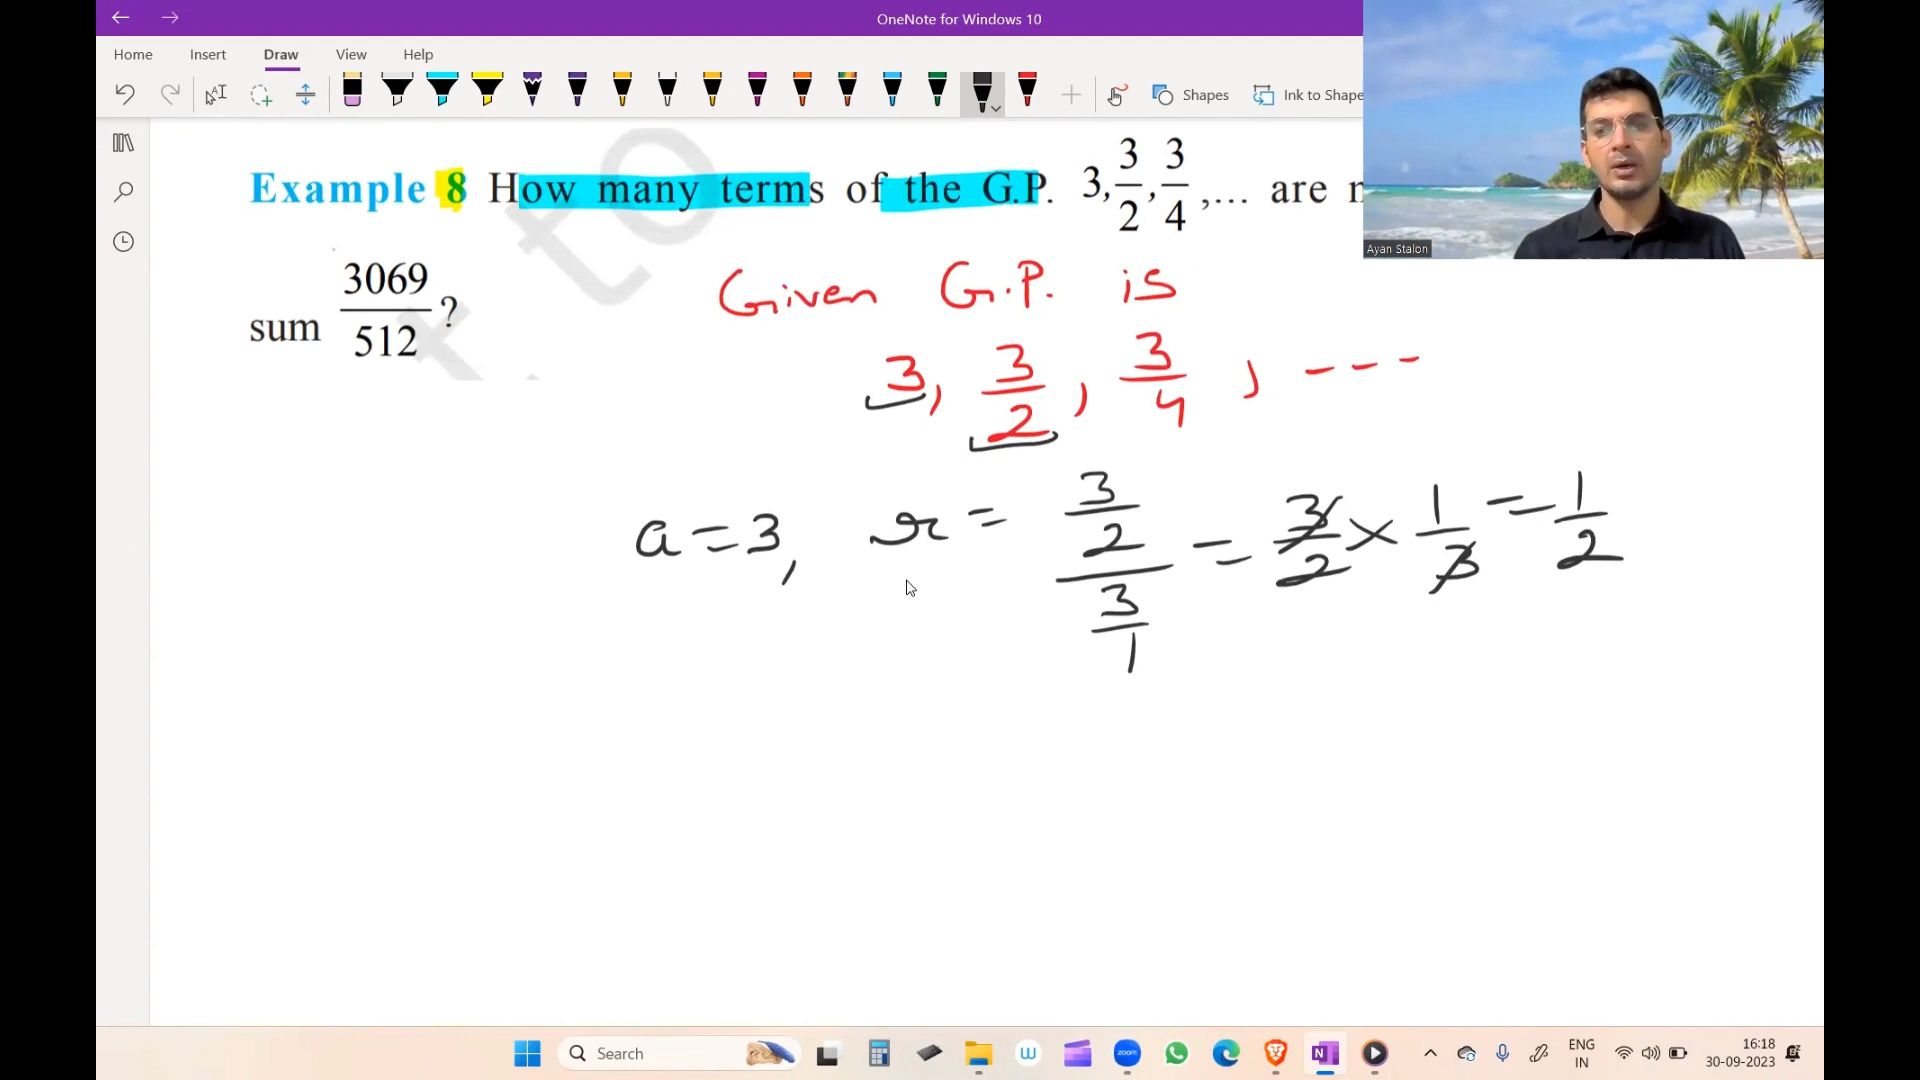 OneNote for Windows 10
Home Insert Draw View Help
Shapes Ink to Shape
Ayan Stalon
Example 8 How many terms of the G.P. 3, 3/2, 3/4 ,... are
sum 3069/512 ?
Given G.P. is
3, 3/2, 3/4, ----
a = 3, r = 3/2 / 3/1 = 3/2 × 1/3 = 1/2
Search
zoom
ENG
IN
16:18
30-09-2023